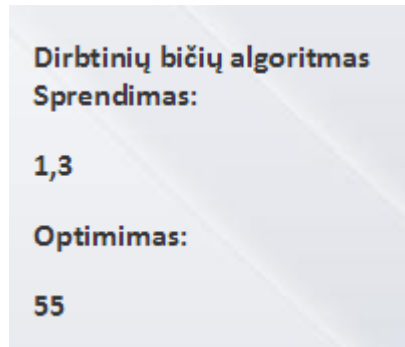 Dirbtinių bičių algoritmas
Sprendimas:
1,3
Optimimas:
55